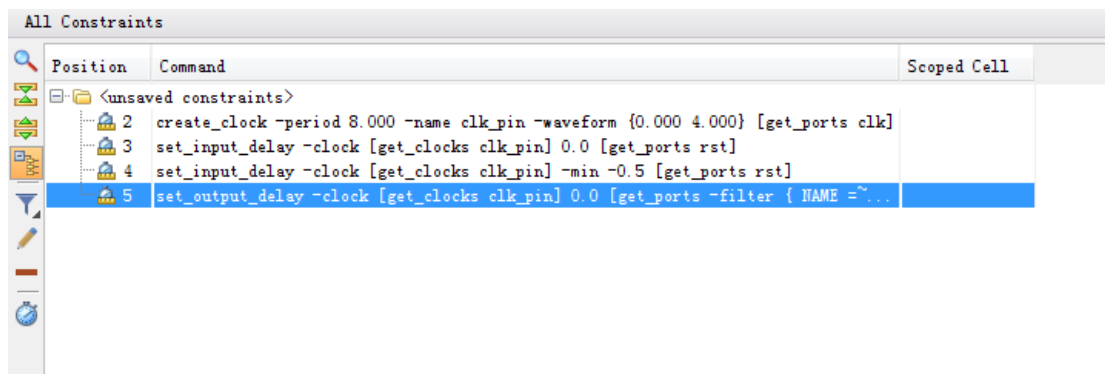 All Constraints
Position Command Scoped Cell
<unsaved constraints>
2 create_clock -period 8.000 -name clk_pin -waveform {0.000 4.000} [get_ports clk]
3 set_input_delay -clock [get_clocks clk_pin] 0.0 [get_ports rst]
4 set_input_delay -clock [get_clocks clk_pin] -min -0.5 [get_ports rst]
5 set_output_delay -clock [get_clocks clk_pin] 0.0 [get_ports -filter { NAME =~...